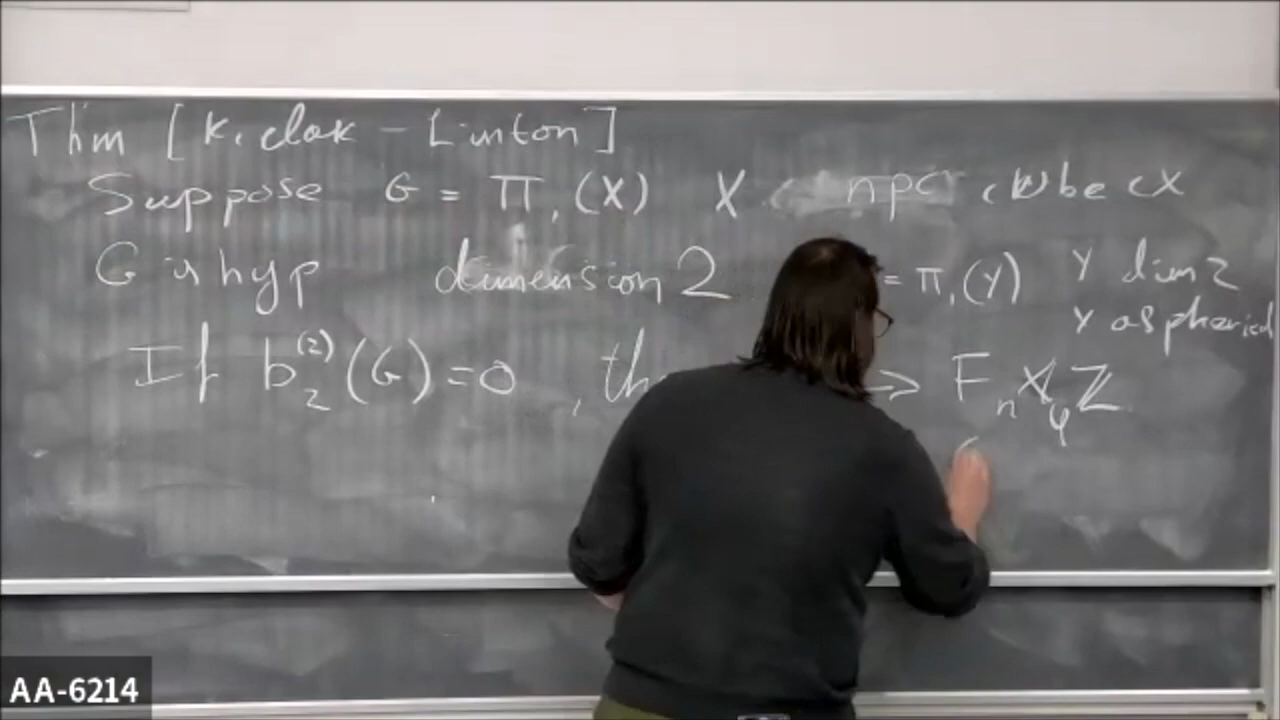 Thm [Kielak - Linton]
Suppose G = π₁(X) X npc cube cx
G is hyp dimension 2 = π₁(Y) Y dim 2
Y aspherical
If b₂⁽²⁾(G) = 0, → Fₙ ⋊_φ ℤ
AA-6214